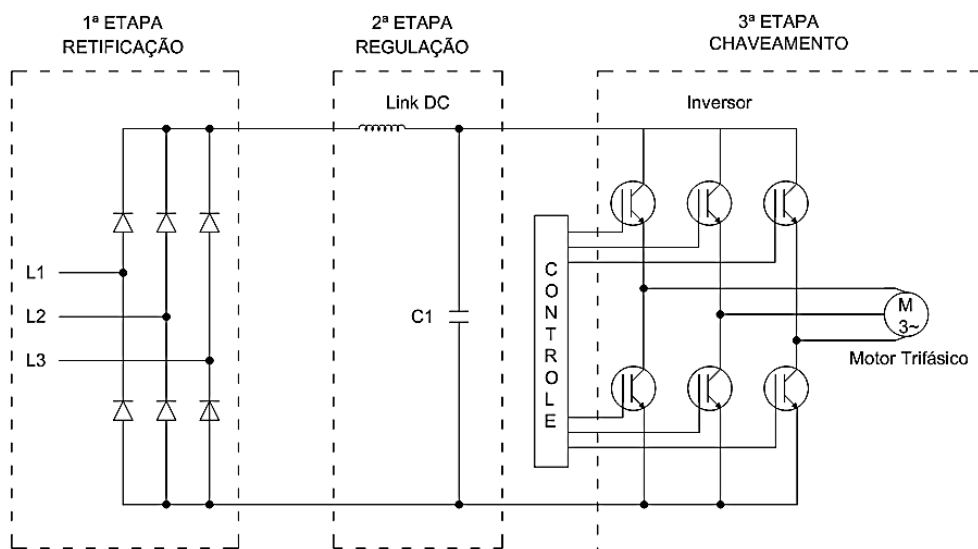 1ª ETAPA
RETIFICAÇÃO
2ª ETAPA
REGULAÇÃO
3ª ETAPA
CHAVEAMENTO
Link DC
Inversor
L1
L2
L3
C1
CONTROLE
M
3~
Motor Trifásico